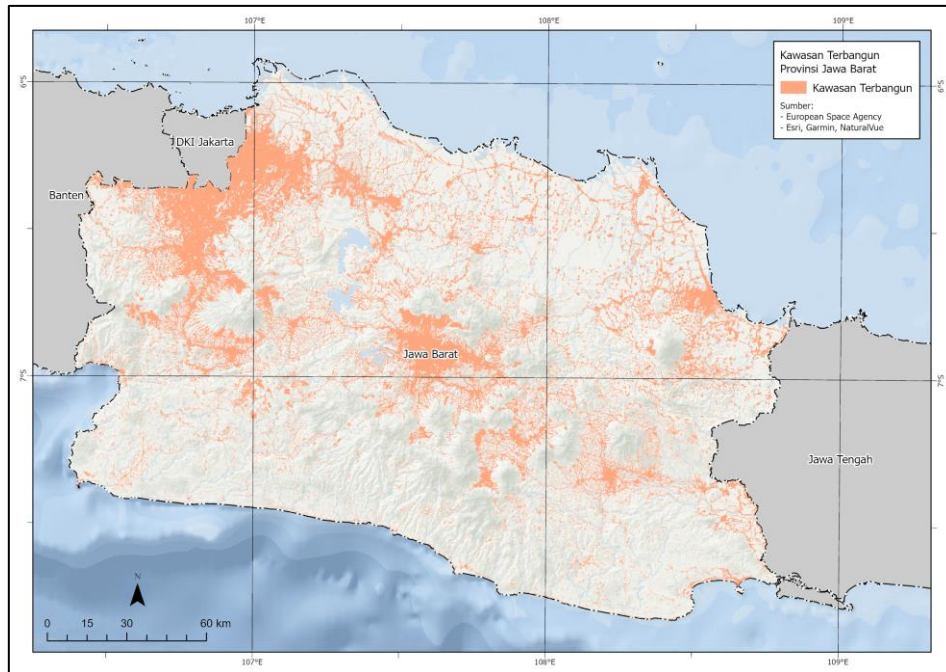 107°E
108°E
109°E
Kawasan Terbangun
Provinsi Jawa Barat
Kawasan Terbangun
Sumber:
- European Space Agency
- Esri, Garmin, NaturalVue
6°S
6°S
DKI Jakarta
Banten
Jawa Barat
7°S
7°S
Jawa Tengah
N
0 15 30 60 km
107°E
108°E
109°E